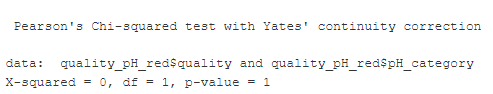 Pearson's Chi-squared test with Yates' continuity correction
data:  quality_pH_red$quality and quality_pH_red$pH_category
X-squared = 0, df = 1, p-value = 1